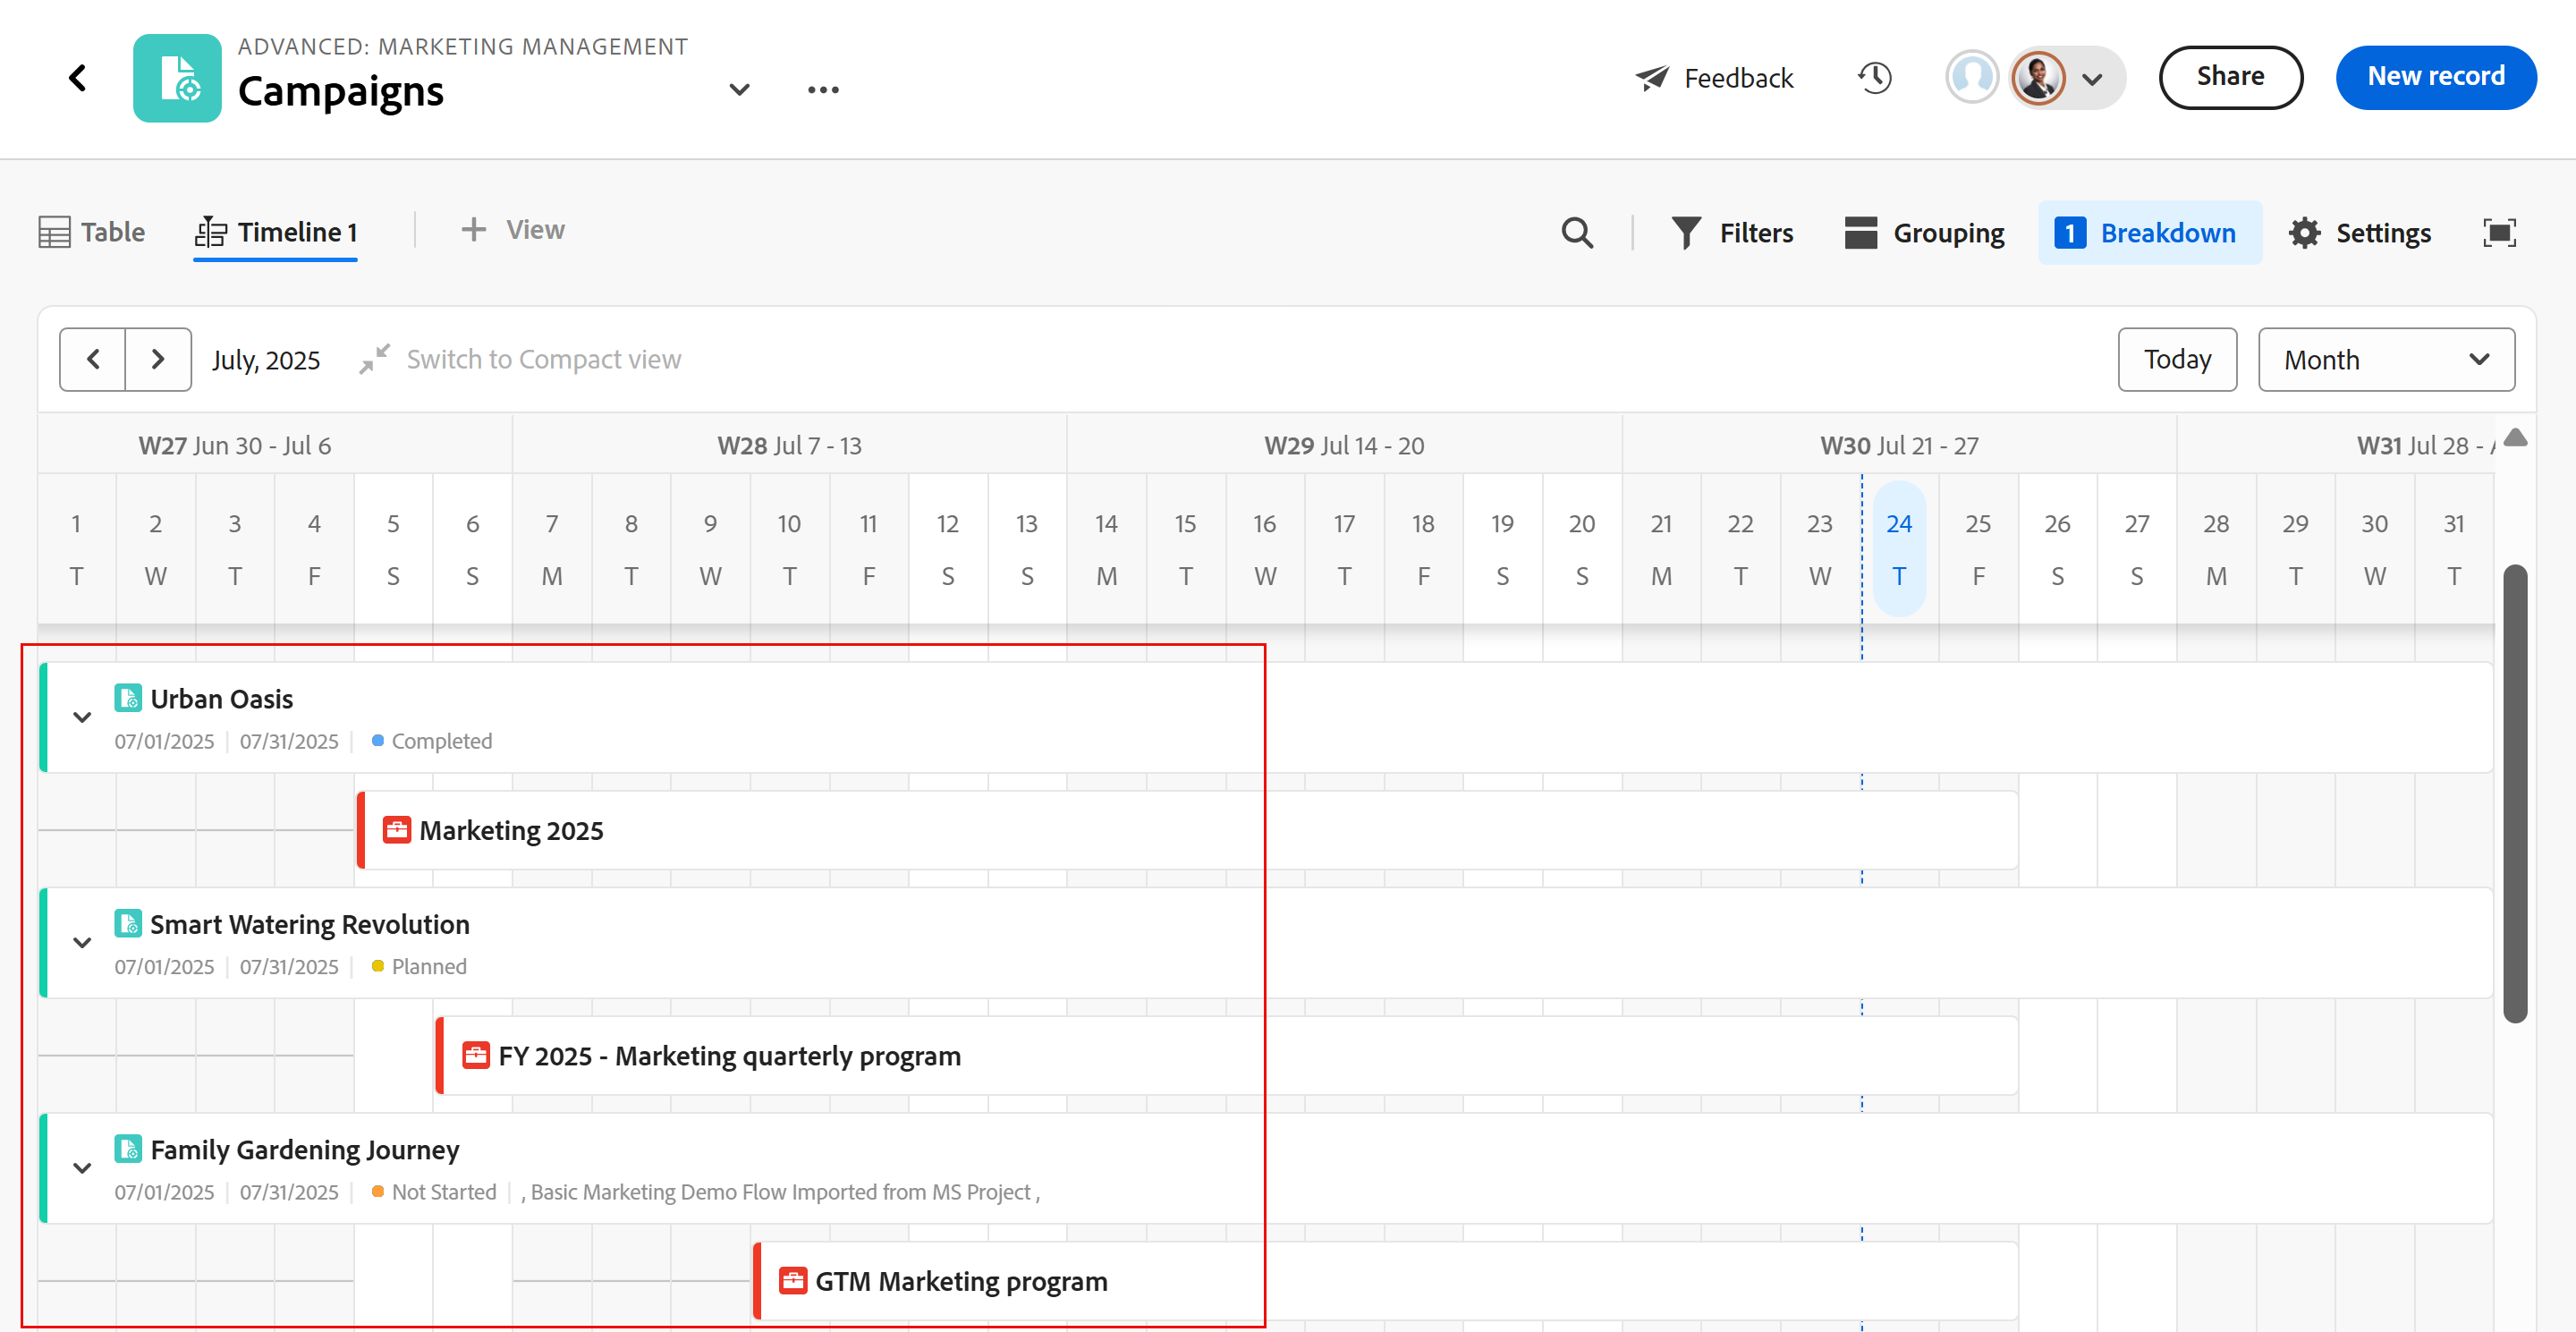 ADVANCED: MARKETING MANAGEMENT
Campaigns
Feedback
Share
New record
Table
Timeline 1
View
Filters
Grouping
1 Breakdown
Settings
July, 2025
Switch to Compact view
Today
Month
W27 Jun 30 - Jul 6
W28 Jul 7 - 13
W29 Jul 14 - 20
W30 Jul 21 - 27
W31 Jul 28 -
1 2 3 4 5 6 7 8 9 10 11 12 13 14 15 16 17 18 19 20 21 22 23 24 25 26 27 28 29 30 31
T W T F S S M T W T F S S M T W T F S S M T W T F S S M T W T
Urban Oasis
07/01/2025 | 07/31/2025 | Completed
Marketing 2025
Smart Watering Revolution
07/01/2025 | 07/31/2025 | Planned
FY 2025 - Marketing quarterly program
Family Gardening Journey
07/01/2025 | 07/31/2025 | Not Started | , Basic Marketing Demo Flow Imported from MS Project ,
GTM Marketing program